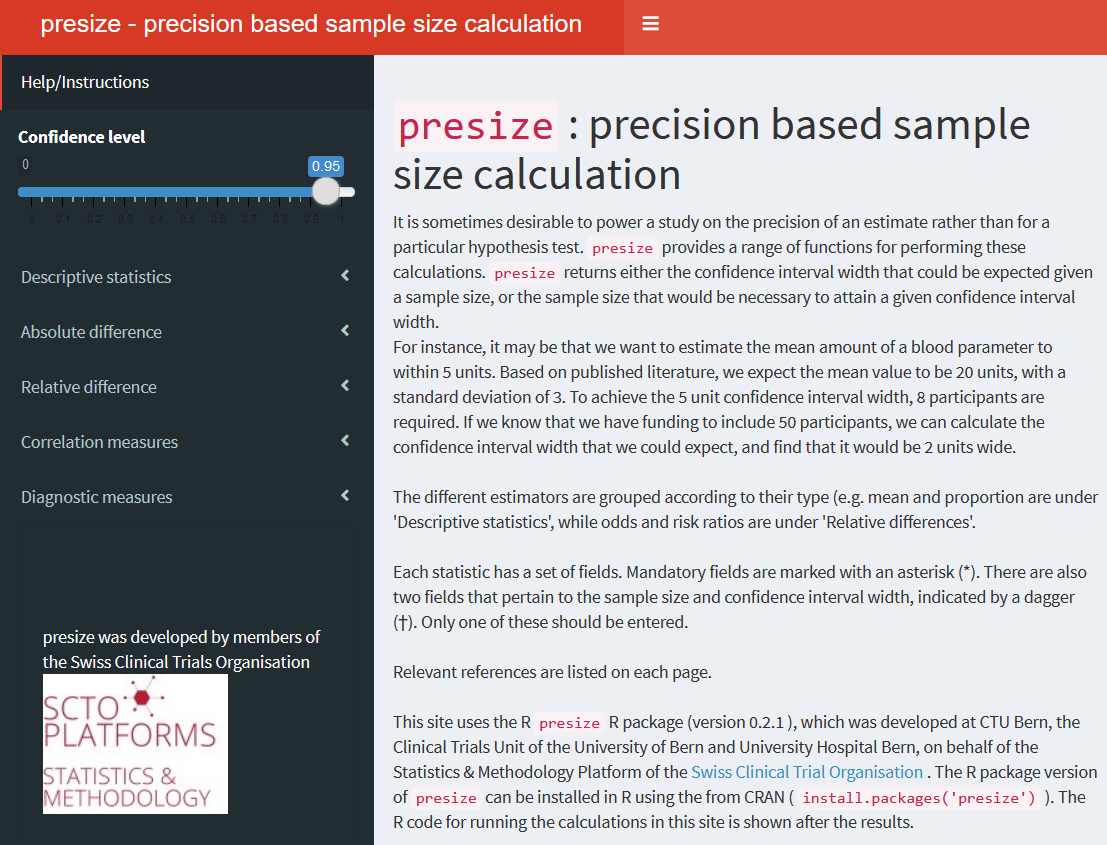 presize - precision based sample size calculation
Help/Instructions
Confidence level
0
0.95
0 0.1 0.2 0.3 0.4 0.5 0.6 0.7 0.8 0.9 1
Descriptive statistics
Absolute difference
Relative difference
Correlation measures
Diagnostic measures
presize was developed by members of
the Swiss Clinical Trials Organisation
SCTO
PLATFORMS
STATISTICS &
METHODOLOGY
presize : precision based sample
size calculation
It is sometimes desirable to power a study on the precision of an estimate rather than for a
particular hypothesis test. presize provides a range of functions for performing these
calculations. presize returns either the confidence interval width that could be expected given
a sample size, or the sample size that would be necessary to attain a given confidence interval
width.
For instance, it may be that we want to estimate the mean amount of a blood parameter to
within 5 units. Based on published literature, we expect the mean value to be 20 units, with a
standard deviation of 3. To achieve the 5 unit confidence interval width, 8 participants are
required. If we know that we have funding to include 50 participants, we can calculate the
confidence interval width that we could expect, and find that it would be 2 units wide.
The different estimators are grouped according to their type (e.g. mean and proportion are under
'Descriptive statistics', while odds and risk ratios are under 'Relative differences'.
Each statistic has a set of fields. Mandatory fields are marked with an asterisk (*). There are also
two fields that pertain to the sample size and confidence interval width, indicated by a dagger
(†). Only one of these should be entered.
Relevant references are listed on each page.
This site uses the R presize R package (version 0.2.1 ), which was developed at CTU Bern, the
Clinical Trials Unit of the University of Bern and University Hospital Bern, on behalf of the
Statistics & Methodology Platform of the Swiss Clinical Trial Organisation . The R package version
of presize can be installed in R using the from CRAN ( install.packages('presize') ). The
R code for running the calculations in this site is shown after the results.